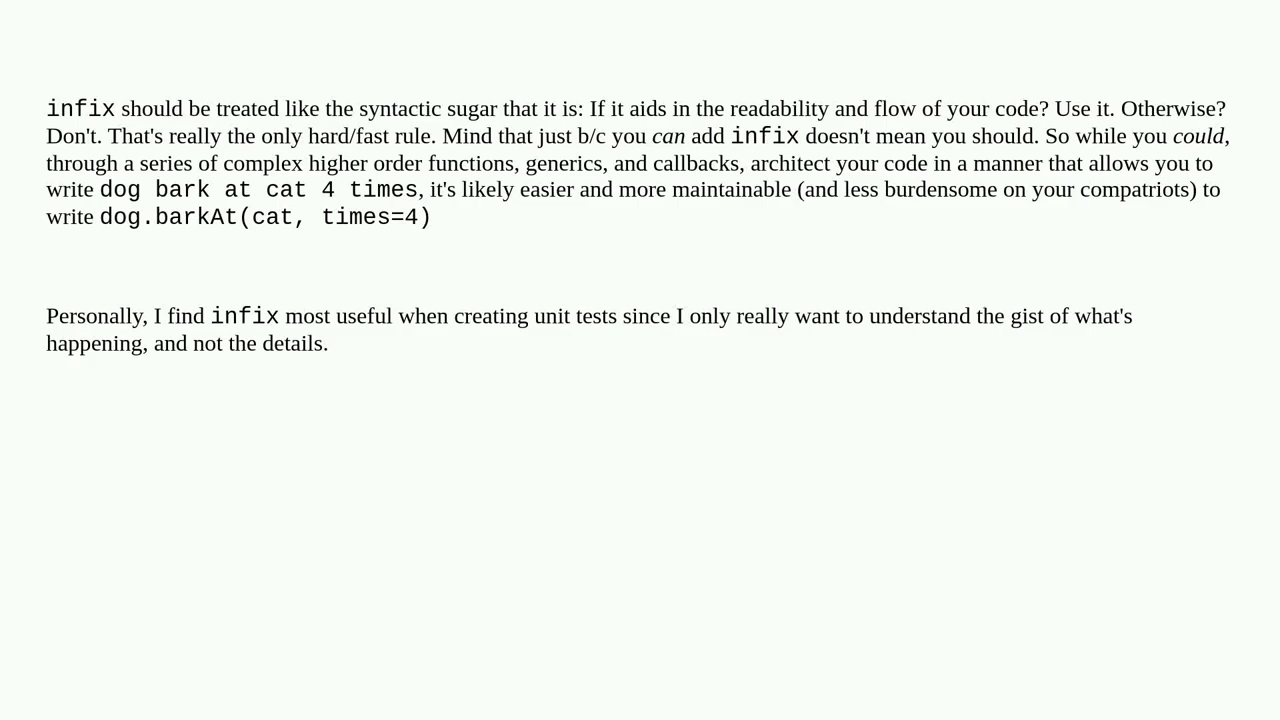 infix should be treated like the syntactic sugar that it is: If it aids in the readability and flow of your code? Use it. Otherwise?
Don't. That's really the only hard/fast rule. Mind that just b/c you can add infix doesn't mean you should. So while you could,
through a series of complex higher order functions, generics, and callbacks, architect your code in a manner that allows you to
write dog bark at cat 4 times, it's likely easier and more maintainable (and less burdensome on your compatriots) to
write dog.barkAt(cat, times=4)
Personally, I find infix most useful when creating unit tests since I only really want to understand the gist of what's
happening, and not the details.